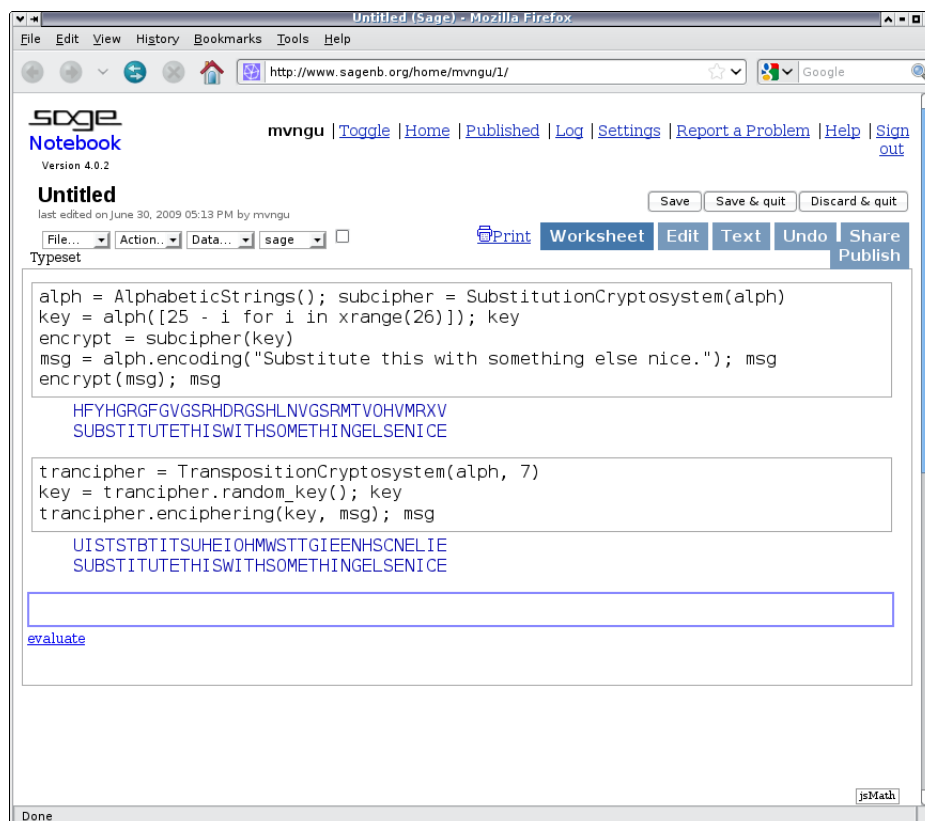 Untitled (Sage) - Mozilla Firefox
File Edit View History Bookmarks Tools Help
http://www.sagenb.org/home/mvngu/1/
Google
sage
Notebook
Version 4.0.2
mvngu | Toggle | Home | Published | Log | Settings | Report a Problem | Help | Sign
out
Untitled
last edited on June 30, 2009 05:13 PM by mvngu
Save Save & quit Discard & quit
File... Action.. Data... sage
Typeset
Print Worksheet Edit Text Undo Share
Publish
alph = AlphabeticStrings(); subcipher = SubstitutionCryptosystem(alph)
key = alph([25 - i for i in xrange(26)]); key
encrypt = subcipher(key)
msg = alph.encoding("Substitute this with something else nice."); msg
encrypt(msg); msg
HFYHGRGFGVGSRHDRGSHLNVGSRMTVOHVMRXV
SUBSTITUTETHISWITHSOMETHINGELSENICE
trancipher = TranspositionCryptosystem(alph, 7)
key = trancipher.random_key(); key
trancipher.enciphering(key, msg); msg
UISTSTBTITSUHEIOHMWSTTGIEENHSCNELIE
SUBSTITUTETHISWITHSOMETHINGELSENICE
evaluate
jsMath
Done